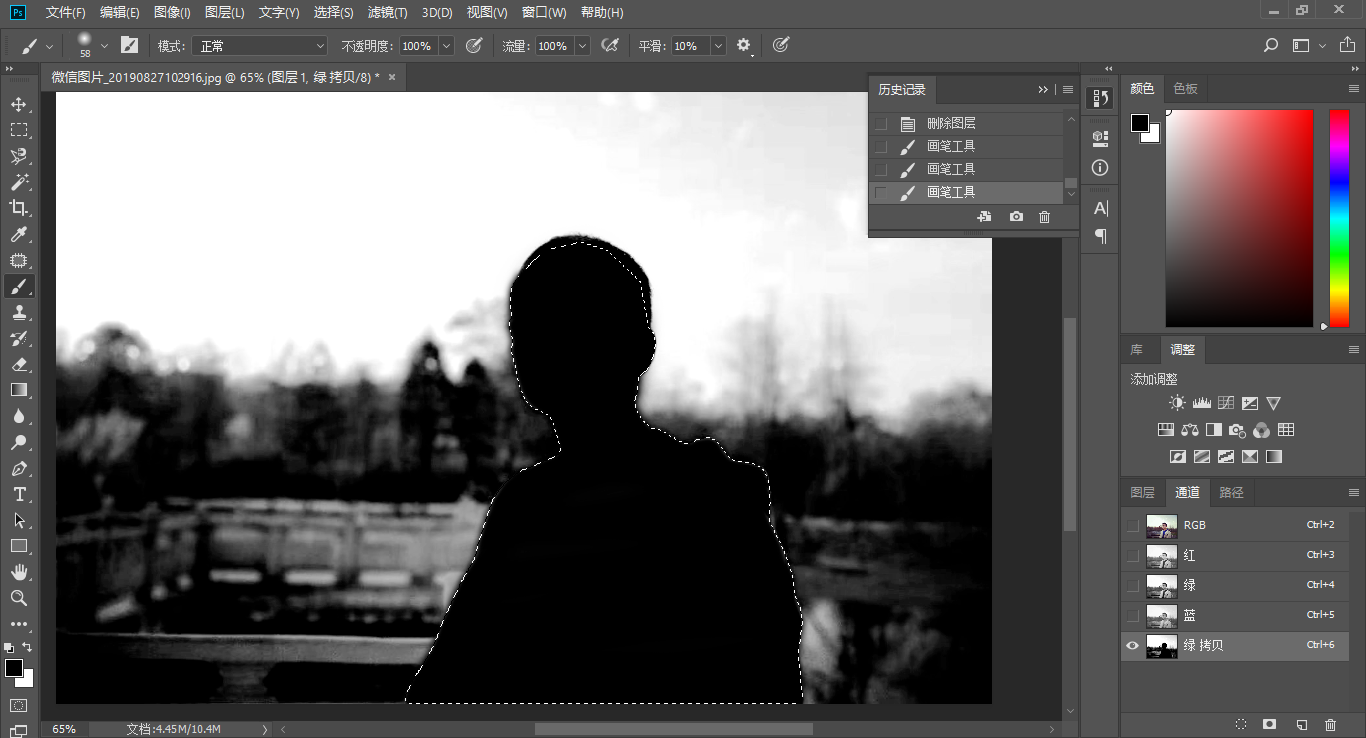 Ps 文件(F) 编辑(E) 图像(I) 图层(L) 文字(Y) 选择(S) 滤镜(T) 3D(D) 视图(V) 窗口(W) 帮助(H)
58 模式: 正常 不透明度: 100% 流量: 100% 平滑: 10%
微信图片_20190827102916.jpg @ 65% (图层 1, 绿 拷贝/8) * ×
历史记录
删除图层
画笔工具
画笔工具
画笔工具
颜色 色板
库 调整
添加调整
图层 通道 路径
RGB Ctrl+2
红 Ctrl+3
绿 Ctrl+4
蓝 Ctrl+5
绿 拷贝 Ctrl+6
65% 文档:4.45M/10.4M